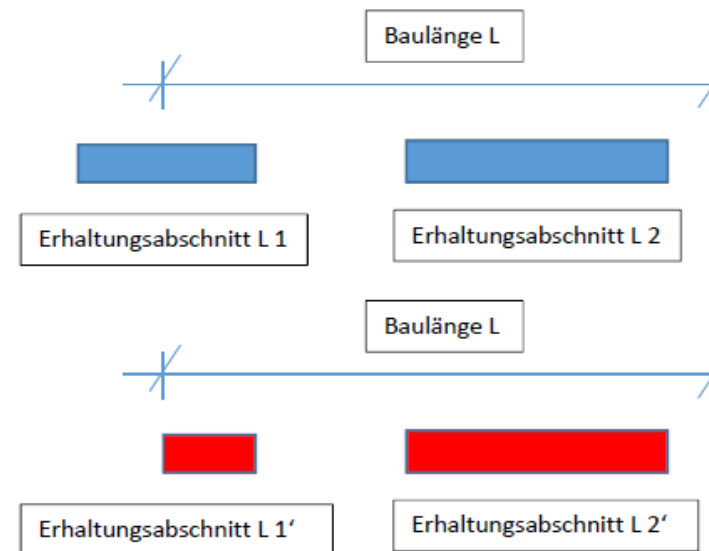 Baulänge L
Erhaltungsabschnitt L 1
Erhaltungsabschnitt L 2
Baulänge L
Erhaltungsabschnitt L 1‘
Erhaltungsabschnitt L 2‘